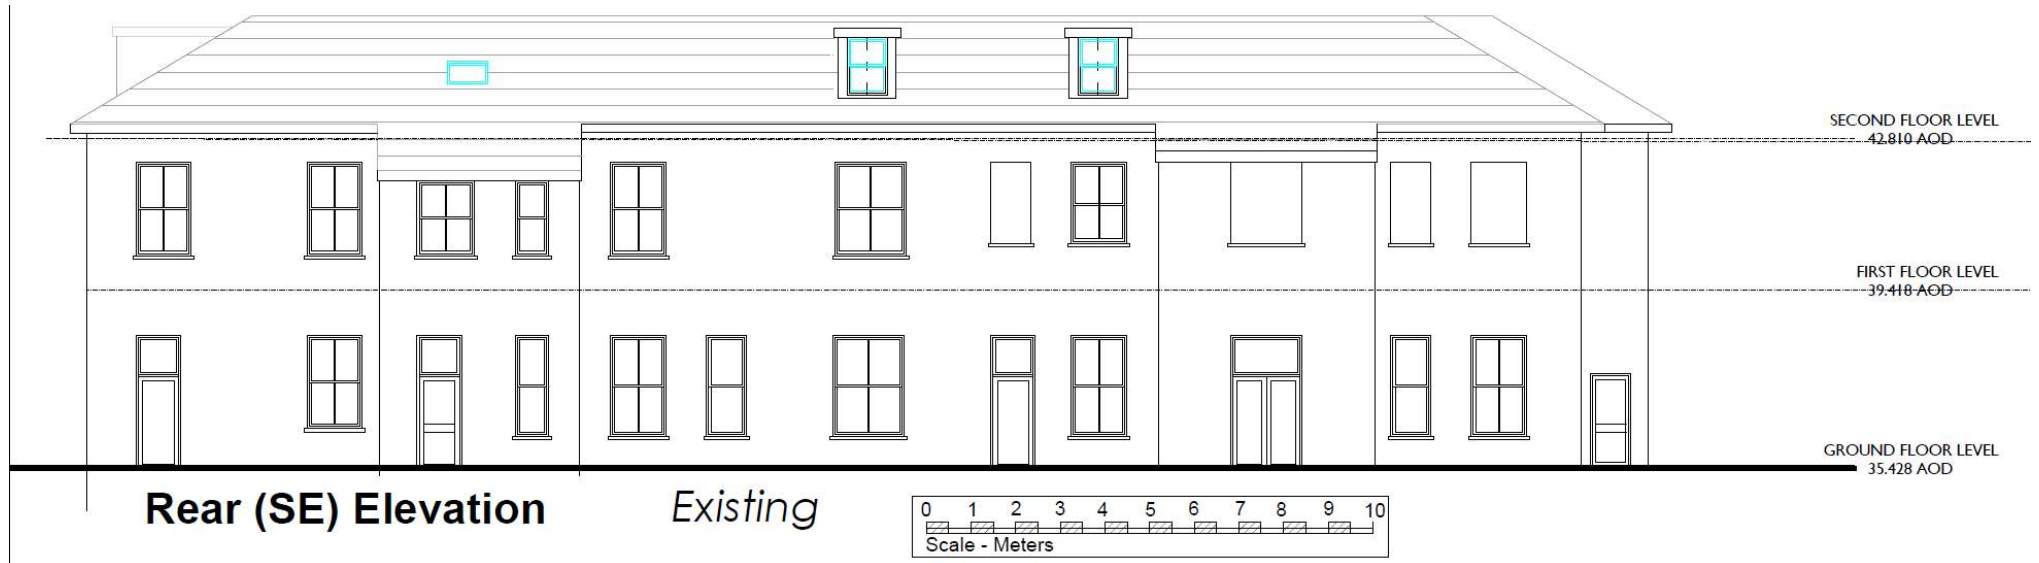 SECOND FLOOR LEVEL
42.810 AOD
FIRST FLOOR LEVEL
39.418 AOD
GROUND FLOOR LEVEL
35.428 AOD
Rear (SE) Elevation
Existing
0 1 2 3 4 5 6 7 8 9 10
Scale - Meters